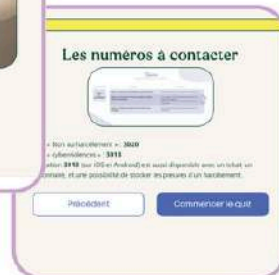 Les numéros à contacter
« Non au harcèlement » : 3020
« cyberviolences » : 3018
3018 (sur iOS et Android) est aussi disponible avec un tchat, un
et une possibilité de stocker les preuves d'un harcèlement.
Précédent
Commencer le quiz